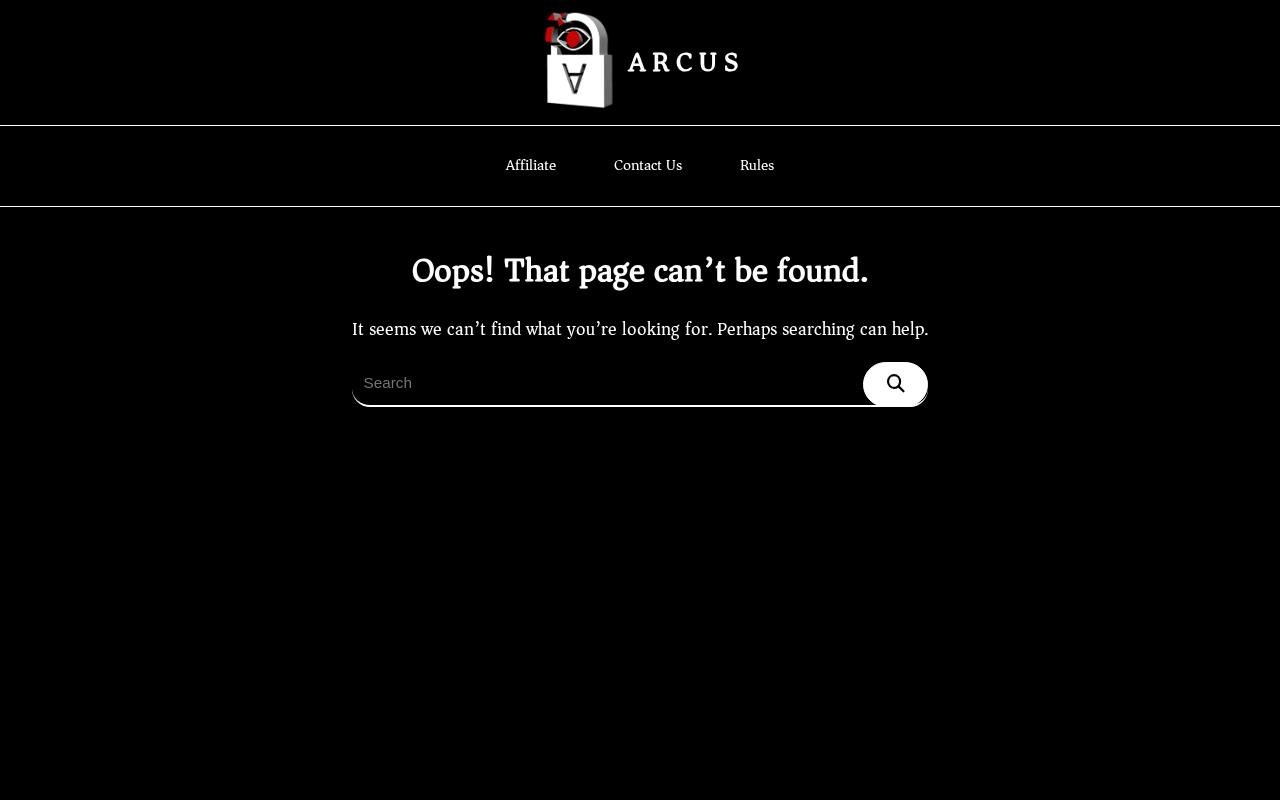 ARCUS
Affiliate Contact Us Rules
Oops! That page can’t be found.
It seems we can’t find what you’re looking for. Perhaps searching can help.
Search